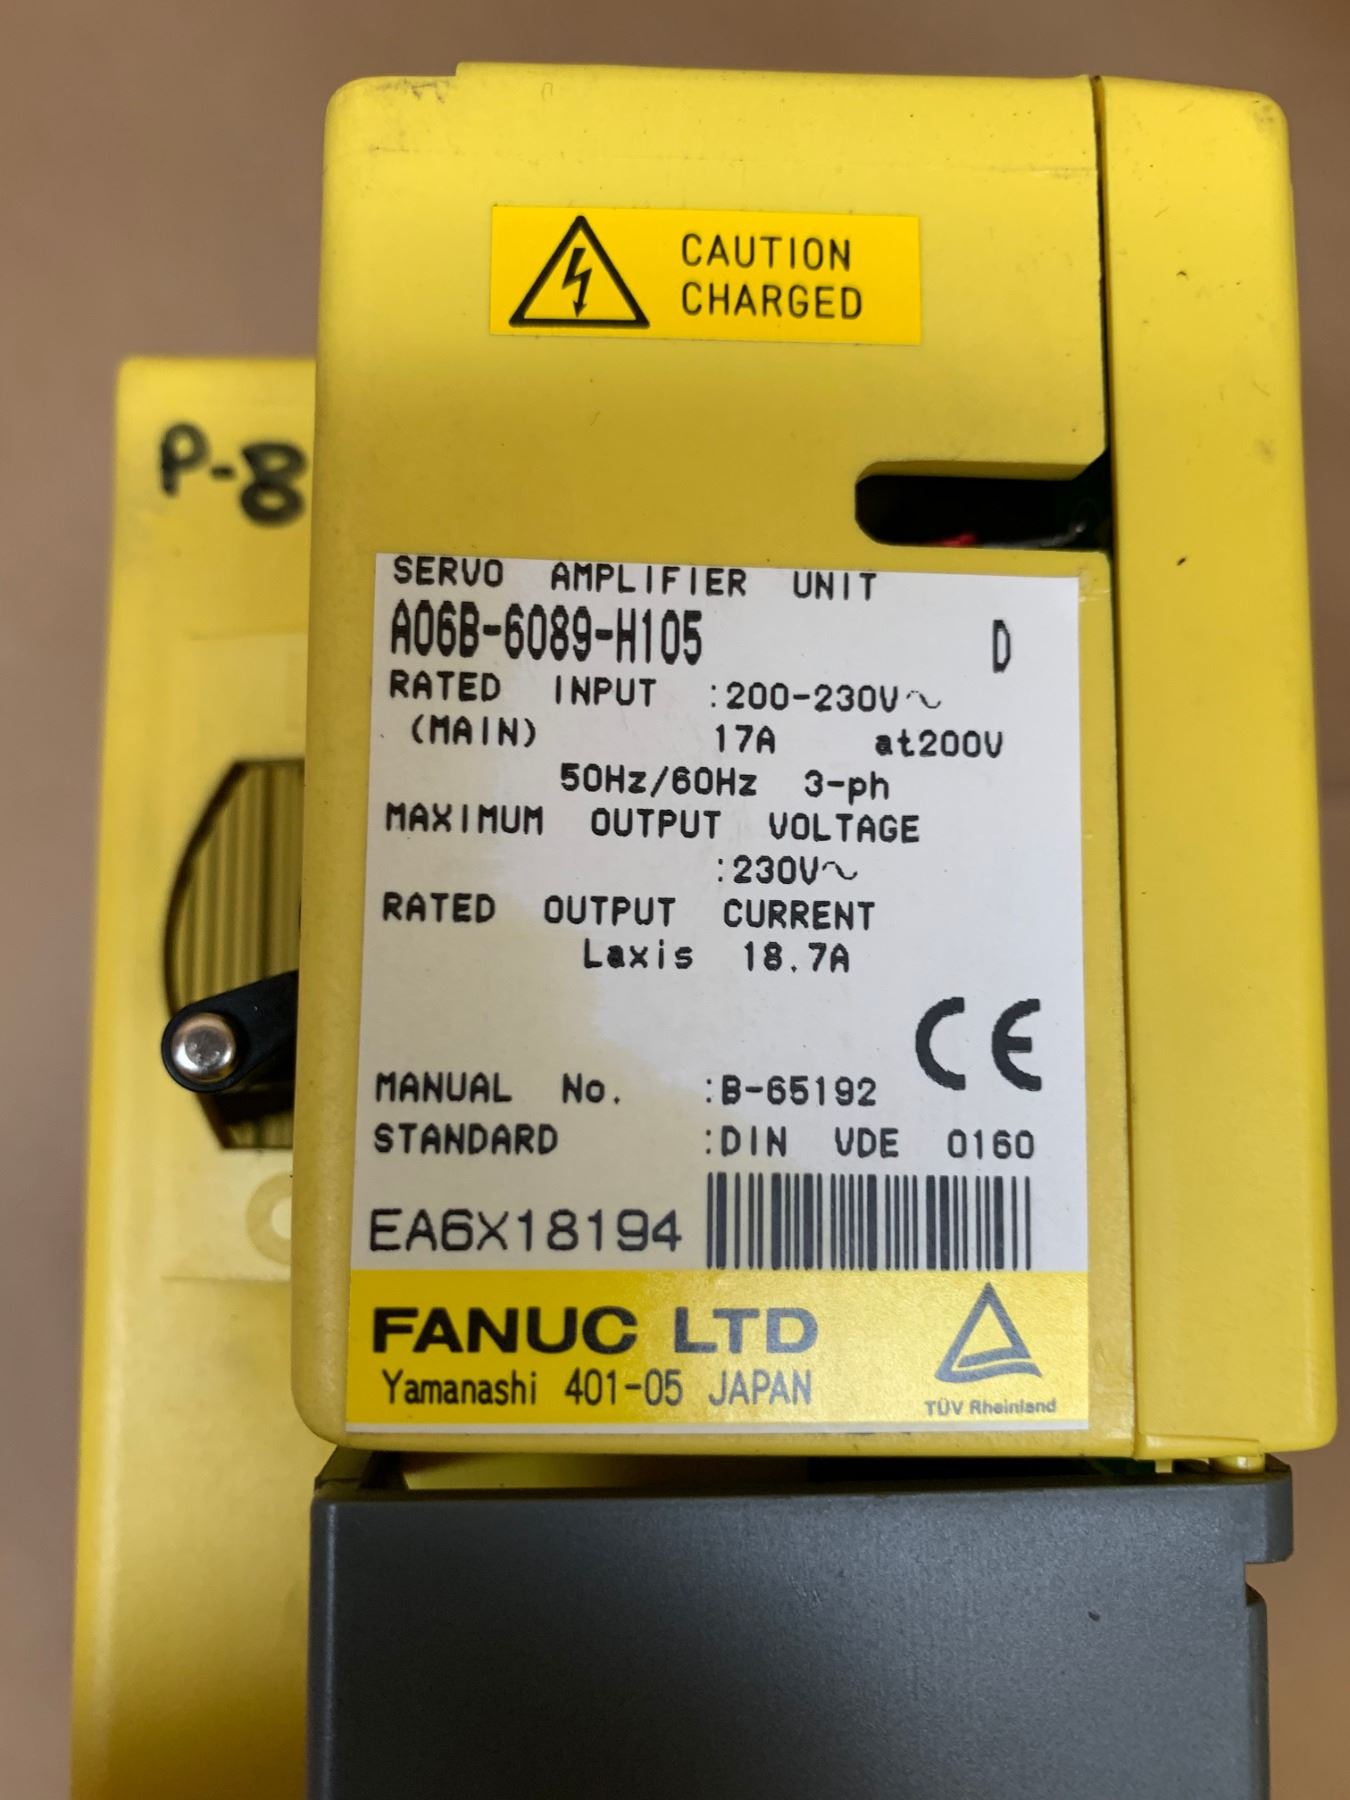 CAUTION
CHARGED
P-8
SERVO AMPLIFIER UNIT
A06B-6089-H105 D
RATED INPUT :200-230V~
(MAIN) 17A at200V
50Hz/60Hz 3-ph
MAXIMUM OUTPUT VOLTAGE
:230V~
RATED OUTPUT CURRENT
Laxis 18.7A
CE
MANUAL No. :B-65192
STANDARD :DIN VDE 0160
EA6X18194
FANUC LTD
Yamanashi 401-05 JAPAN
TÜV Rheinland